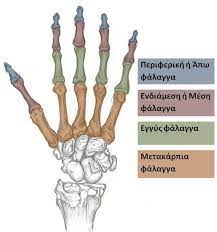 Περιφερική ή Άπω
φάλαγγα
Ενδιάμεση ή Μέση
φάλαγγα
Εγγύς φάλαγγα
Μετακάρπια
φάλαγγα